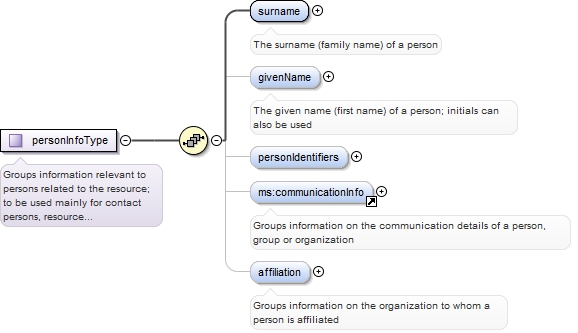 surname
The surname (family name) of a person
givenName
The given name (first name) of a person; initials can
also be used
personInfoType
Groups information relevant to
persons related to the resource;
to be used mainly for contact
persons, resource...
personIdentifiers
ms:communicationInfo
Groups information on the communication details of a person,
group or organization
affiliation
Groups information on the organization to whom a
person is affiliated